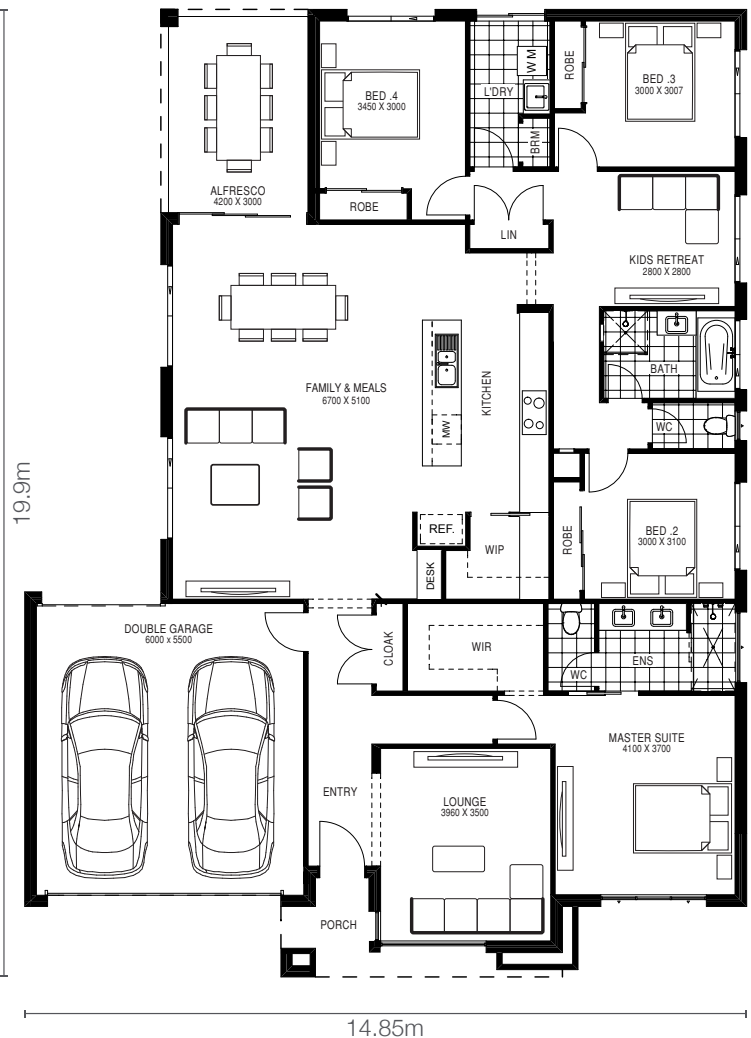 BED .4
3450 X 3000
ROBE
ALFRESCO
4200 X 3000
L'DRY
WM
BRM
ROBE
BED .3
3000 X 3007
LIN
KIDS RETREAT
2800 X 2800
BATH
WC
FAMILY & MEALS
6700 X 5100
KITCHEN
MW
REF.
WIP
DESK
ROBE
BED .2
3000 X 3100
19.9m
DOUBLE GARAGE
6000 x 5500
CLOAK
WIR
WC
ENS
MASTER SUITE
4100 X 3700
ENTRY
LOUNGE
3960 X 3500
PORCH
14.85m